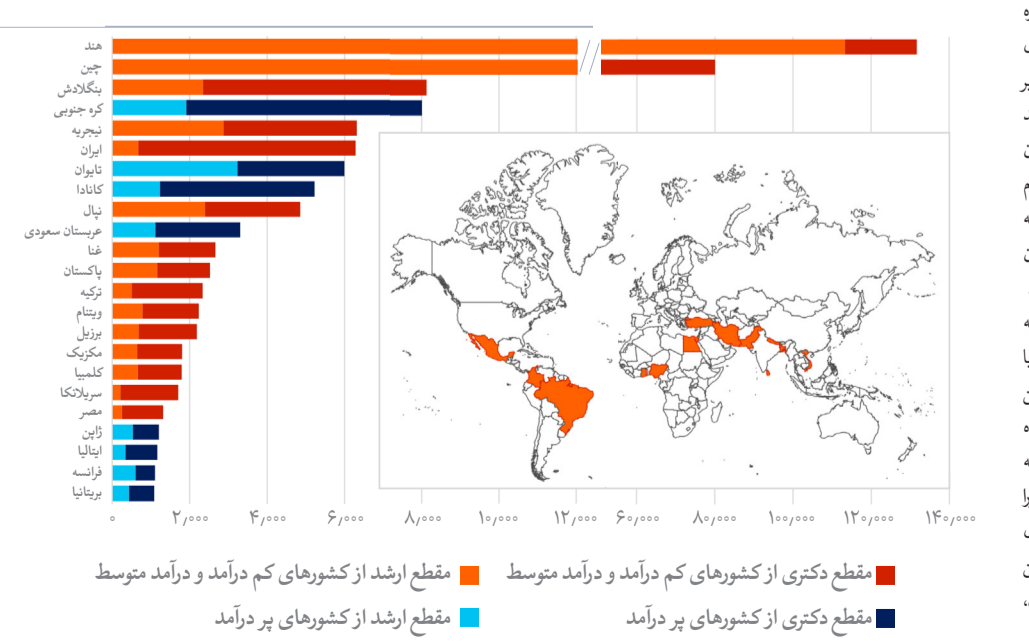 هند
چین
بنگلادش
کره جنوبی
نیجریه
ایران
تایوان
کانادا
نپال
عربستان سعودی
غنا
پاکستان
ترکیه
ویتنام
برزیل
مکزیک
کلمبیا
سریلانکا
مصر
ژاپن
ایتالیا
فرانسه
بریتانیا
۰ ۲٫۰۰۰ ۴٫۰۰۰ ۶٫۰۰۰ ۸٫۰۰۰ ۱۰٫۰۰۰ ۱۲٫۰۰۰ ۶۰٫۰۰۰ ۸۰٫۰۰۰ ۱۰۰٫۰۰۰ ۱۲۰٫۰۰۰ ۱۴۰٫۰۰۰
مقطع دکتری از کشورهای کم درآمد و درآمد متوسط مقطع ارشد از کشورهای کم درآمد و درآمد متوسط
مقطع دکتری از کشورهای پر درآمد مقطع ارشد از کشورهای پر درآمد